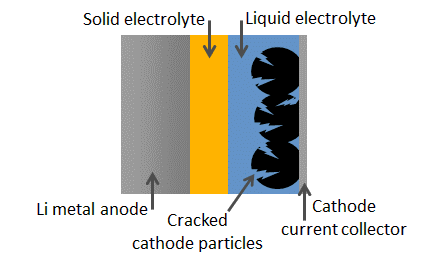 Solid electrolyte
Liquid electrolyte
Li metal anode
Cracked
cathode particles
Cathode
current collector